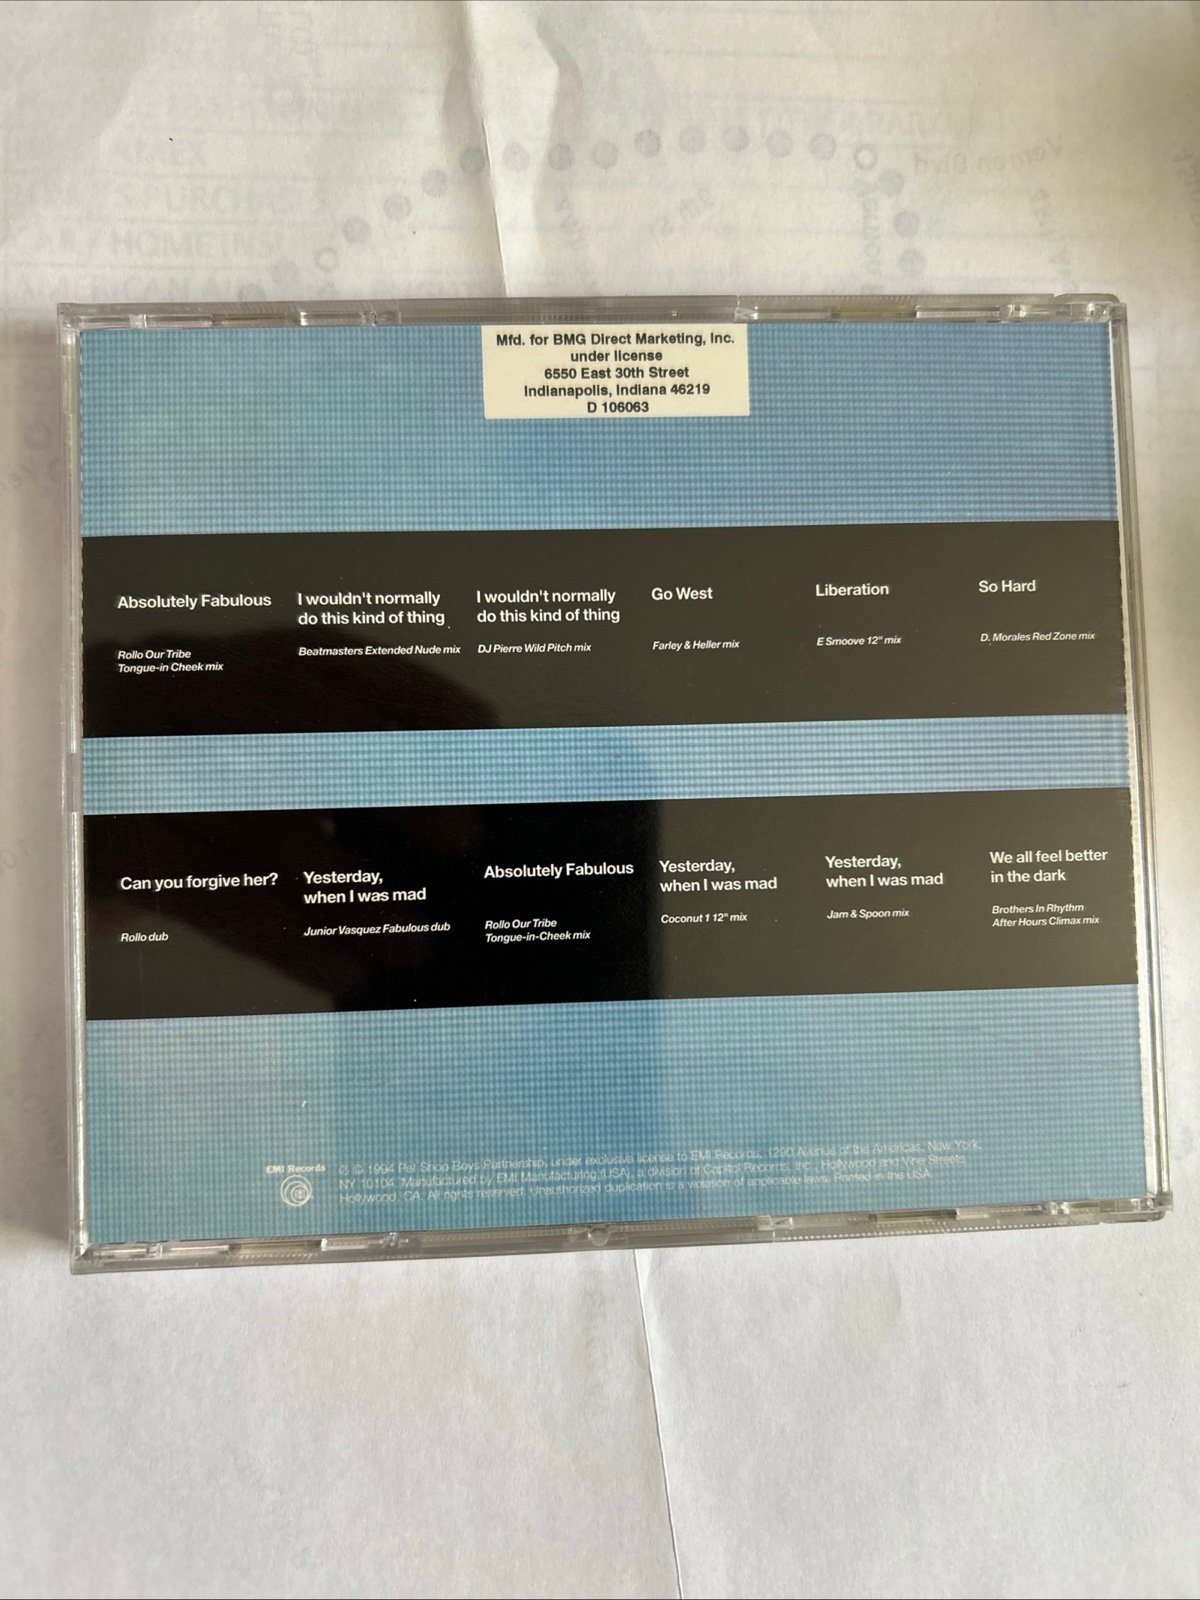 Mfd. for BMG Direct Marketing, Inc.
under license
6550 East 30th Street
Indianapolis, Indiana 46219
D 106063
Absolutely Fabulous
Rollo Our Tribe
Tongue-in Cheek mix
I wouldn't normally
do this kind of thing
Beatmasters Extended Nude mix
I wouldn't normally
do this kind of thing
DJ Pierre Wild Pitch mix
Go West
Farley & Heller mix
Liberation
E Smoove 12" mix
So Hard
D. Morales Red Zone mix
Can you forgive her?
Rollo dub
Yesterday,
when I was mad
Junior Vasquez Fabulous dub
Absolutely Fabulous
Rollo Our Tribe
Tongue-in-Cheek mix
Yesterday,
when I was mad
Coconut 1 12" mix
Yesterday,
when I was mad
Jam & Spoon mix
We all feel better
in the dark
Brothers In Rhythm
After Hours Climax mix
EMI Records
℗ © 1994 Pet Shop Boys Partnership, under exclusive license to EMI Records, 1290 Avenue of the Americas, New York,
NY 10104. Manufactured by EMI Manufacturing (USA), a division of Capitol Records, Inc., Hollywood and Vine Streets,
Hollywood, CA. All rights reserved. Unauthorized duplication is a violation of applicable laws. Printed in the USA.
Vernon Blvd